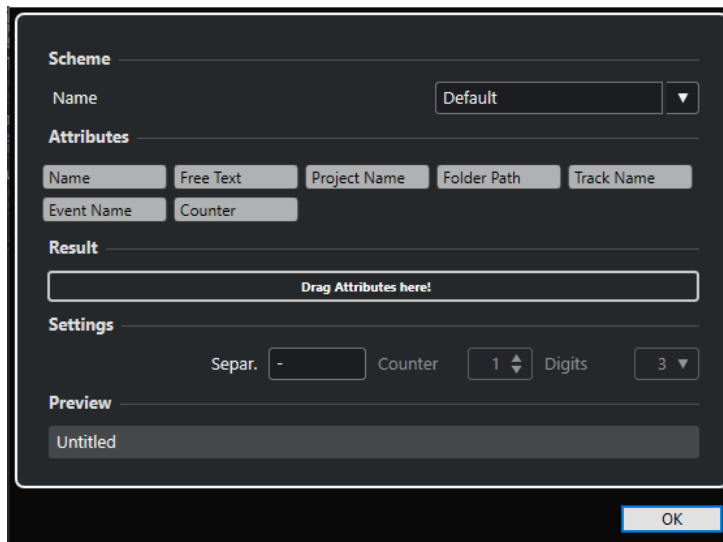 Scheme
Name Default
Attributes
Name Free Text Project Name Folder Path Track Name
Event Name Counter
Result
Drag Attributes here!
Settings
Separ. - Counter 1 Digits 3
Preview
Untitled
OK